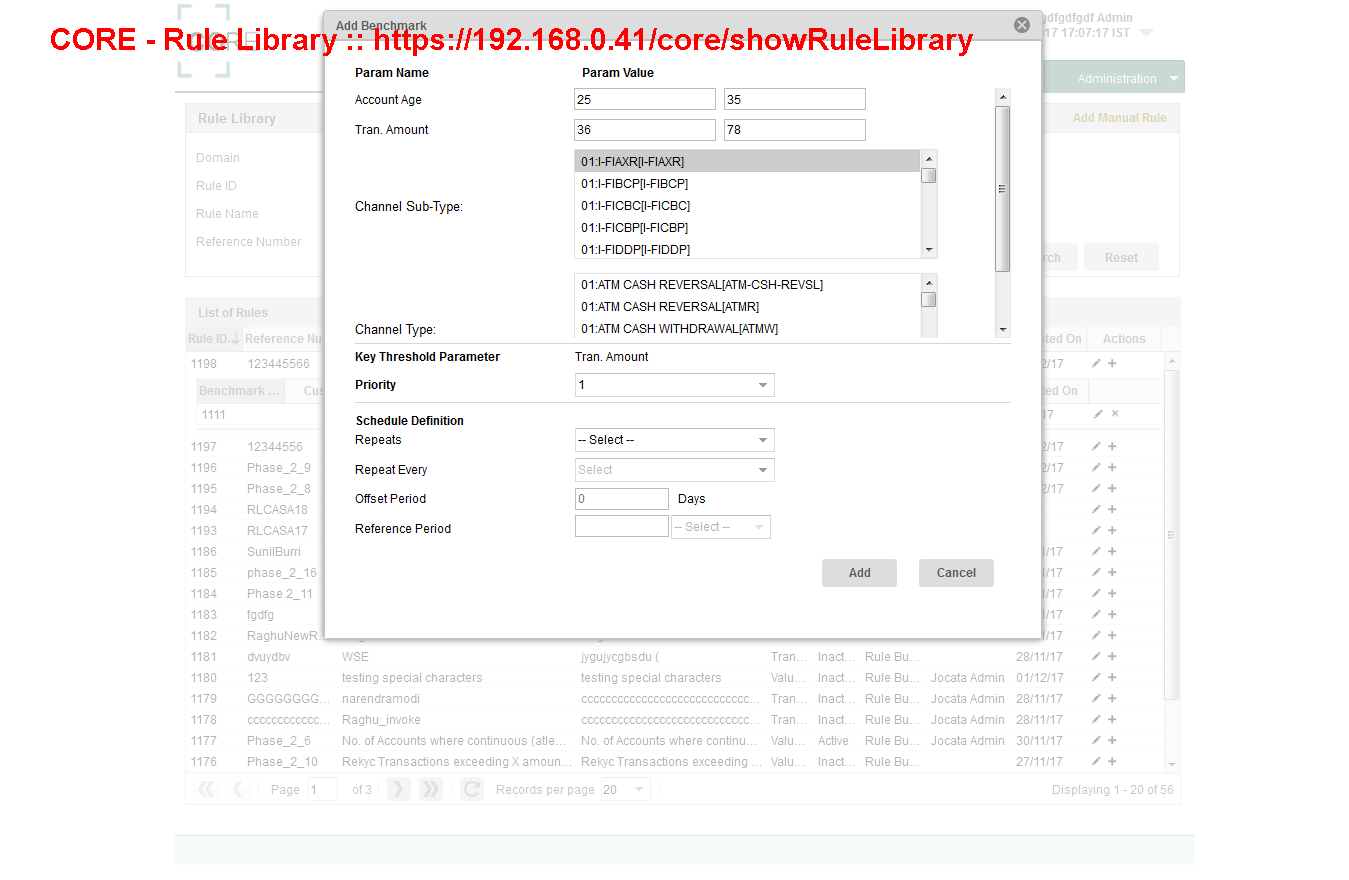 CORE - Rule Library :: https://192.168.0.41/core/showRuleLibrary
CORE
Add Benchmark
gdfgfdgdf Admin
17 17:07:17 IST
Administration
Param Name Param Value
Account Age 25 35
Tran. Amount 36 78
Channel Sub-Type:
01:I-FIAXR[I-FIAXR]
01:I-FIBCP[I-FIBCP]
01:I-FICBC[I-FICBC]
01:I-FICBP[I-FICBP]
01:I-FIDDP[I-FIDDP]
Channel Type:
01:ATM CASH REVERSAL[ATM-CSH-REVSL]
01:ATM CASH REVERSAL[ATMR]
01:ATM CASH WITHDRAWAL[ATMW]
Key Threshold Parameter Tran. Amount
Priority 1
Schedule Definition
Repeats -- Select --
Repeat Every Select
Offset Period 0 Days
Reference Period -- Select --
Add Cancel
Rule Library Add Manual Rule
Domain
Rule ID
Rule Name
Reference Number
rch Reset
List of Rules
Rule ID. Reference Nu ted On Actions
1198 123445566 2/17
Benchmark ... Cus ted On
1111 17
1197 12344556 2/17
1196 Phase_2_9 2/17
1195 Phase_2_8 2/17
1194 RLCASA18
1193 RLCASA17
1186 SunilBurri 1/17
1185 phase_2_16 1/17
1184 Phase 2_11 1/17
1183 fgdfg 1/17
1182 RaghuNewR... 1/17
1181 dvuydbv WSE jygujycgbsdu ( Tran... Inact... Rule Bu... 28/11/17
1180 123 testing special characters testing special characters Valu... Inact... Rule Bu... Jocata Admin 01/12/17
1179 GGGGGGGG... narendramodi cccccccccccccccccccccccccccc... Tran... Inact... Rule Bu... Jocata Admin 28/11/17
1178 cccccccccccc... Raghu_invoke cccccccccccccccccccccccccccc... Tran... Inact... Rule Bu... Jocata Admin 28/11/17
1177 Phase_2_6 No. of Accounts where continuous (atle... No. of Accounts where continu... Valu... Active Rule Bu... Jocata Admin 30/11/17
1176 Phase_2_10 Rekyc Transactions exceeding X amoun... Rekyc Transactions exceeding ... Valu... Inact... Rule Bu... 27/11/17
Page 1 of 3 Records per page 20 Displaying 1 - 20 of 56